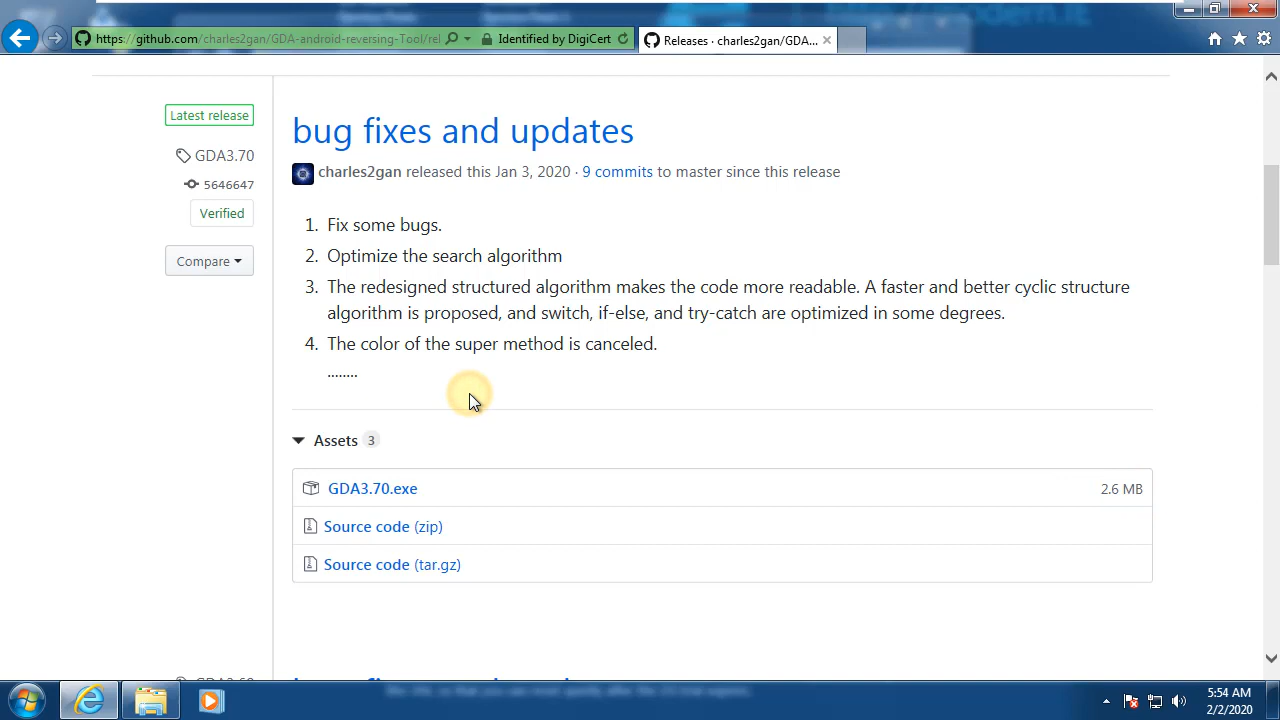 https://github.com/charles2gan/GDA-android-reversing-Tool/rel
Identified by DigiCert
Releases · charles2gan/GDA...
Latest release
bug fixes and updates
GDA3.70
charles2gan released this Jan 3, 2020 · 9 commits to master since this release
5646647
Verified
1. Fix some bugs.
2. Optimize the search algorithm
Compare
3. The redesigned structured algorithm makes the code more readable. A faster and better cyclic structure
algorithm is proposed, and switch, if-else, and try-catch are optimized in some degrees.
4. The color of the super method is canceled.
........
Assets 3
GDA3.70.exe
2.6 MB
Source code (zip)
Source code (tar.gz)
5:54 AM
2/2/2020